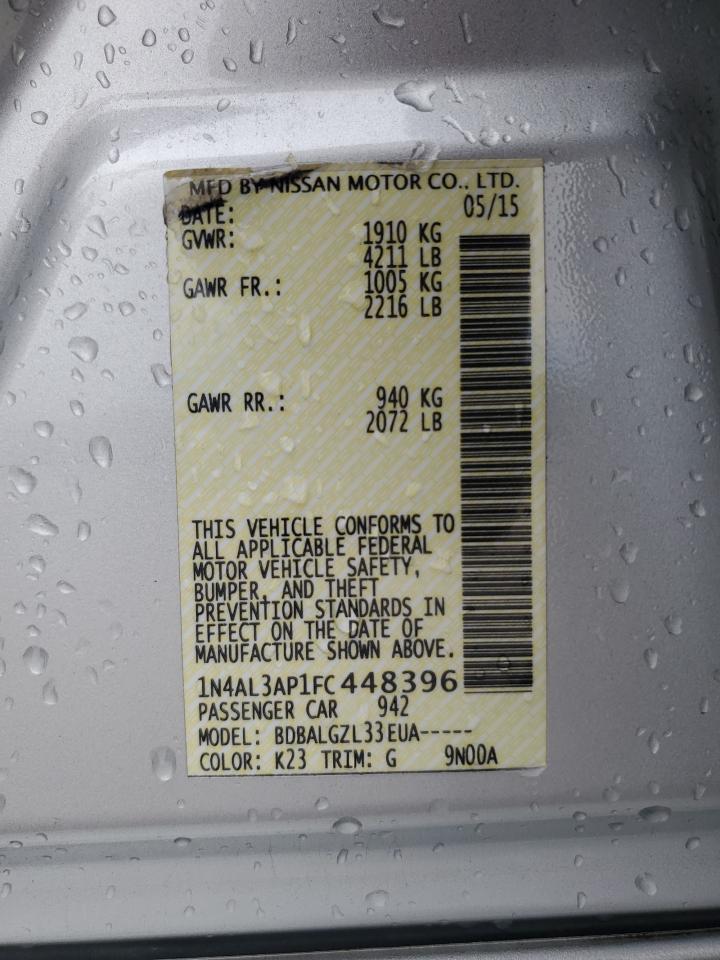 MFD BY NISSAN MOTOR CO., LTD.
DATE: 05/15
GVWR: 1910 KG
4211 LB
GAWR FR.: 1005 KG
2216 LB
GAWR RR.: 940 KG
2072 LB
THIS VEHICLE CONFORMS TO
ALL APPLICABLE FEDERAL
MOTOR VEHICLE SAFETY,
BUMPER, AND THEFT
PREVENTION STANDARDS IN
EFFECT ON THE DATE OF
MANUFACTURE SHOWN ABOVE.
1N4AL3AP1FC448396
PASSENGER CAR 942
MODEL: BDBALGZL33EUA-----
COLOR: K23 TRIM: G 9N00A